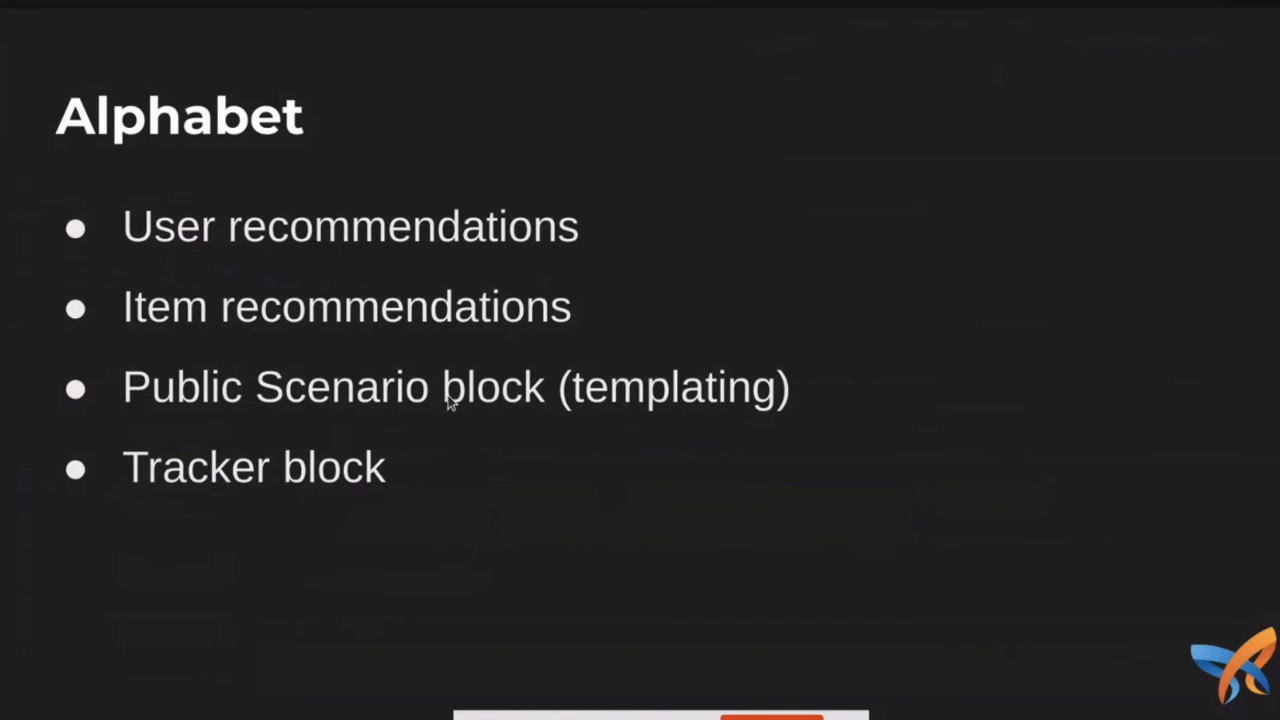 Alphabet
● User recommendations
● Item recommendations
● Public Scenario block (templating)
● Tracker block